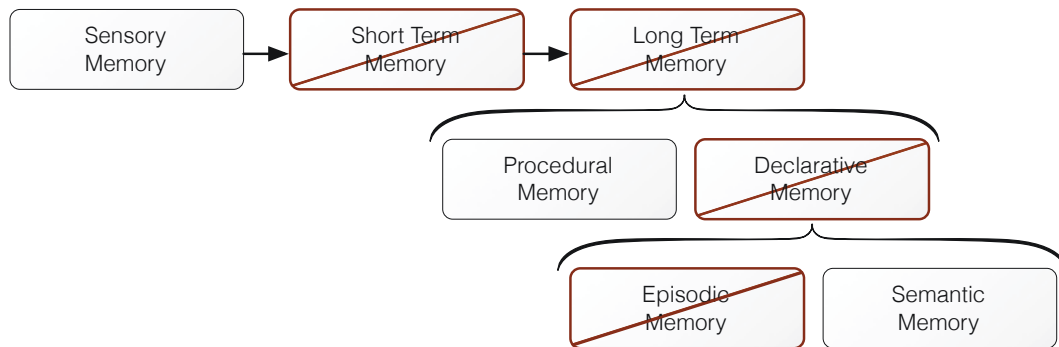 Sensory
Memory
Short Term
Memory
Long Term
Memory
Procedural
Memory
Declarative
Memory
Episodic
Memory
Semantic
Memory